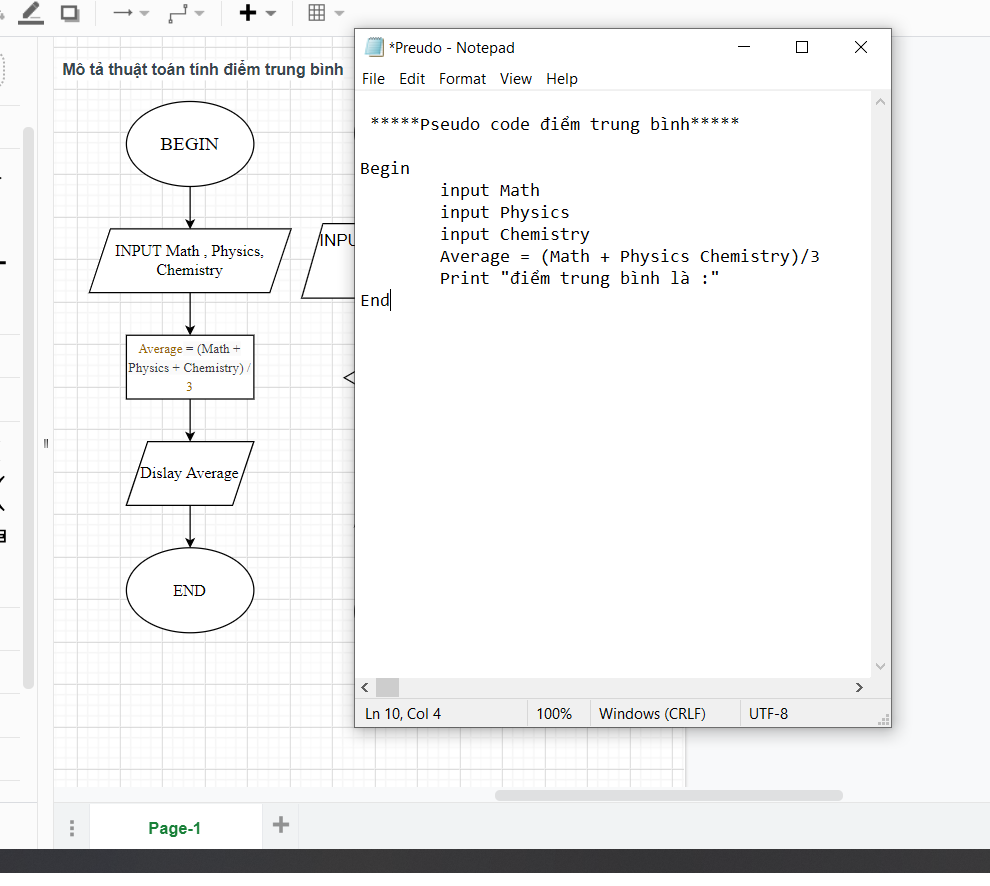 Mô tả thuật toán tính điểm trung bình
BEGIN
INPUT Math , Physics,
Chemistry
Average = (Math +
Physics + Chemistry) /
3
Dislay Average
END
INPU
*Preudo - Notepad
File Edit Format View Help
*****Pseudo code điểm trung bình*****
Begin
input Math
input Physics
input Chemistry
Average = (Math + Physics Chemistry)/3
Print "điểm trung bình là :"
End
Ln 10, Col 4 100% Windows (CRLF) UTF-8
Page-1